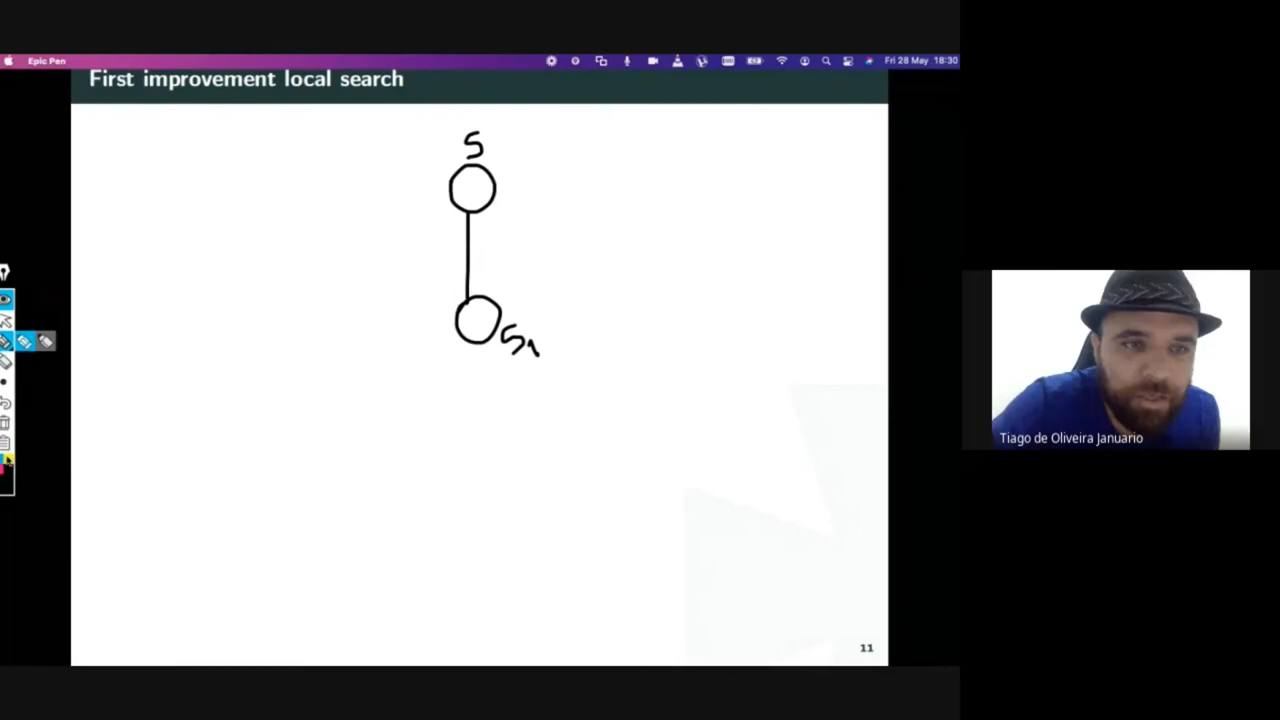 Epic Pen
Fri 28 May 18:30
First improvement local search
S
S1
Tiago de Oliveira Januario
11